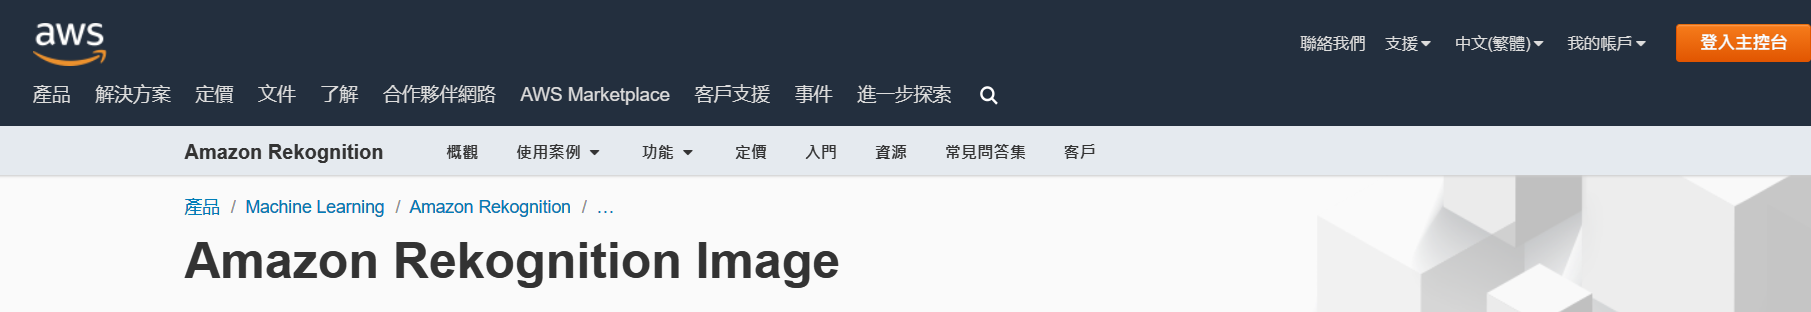 aws
聯絡我們 支援 中文(繁體) 我的帳戶 登入主控台
產品 解決方案 定價 文件 了解 合作夥伴網路 AWS Marketplace 客戶支援 事件 進一步探索
Amazon Rekognition 概觀 使用案例 功能 定價 入門 資源 常見問答集 客戶
產品 / Machine Learning / Amazon Rekognition / …
Amazon Rekognition Image